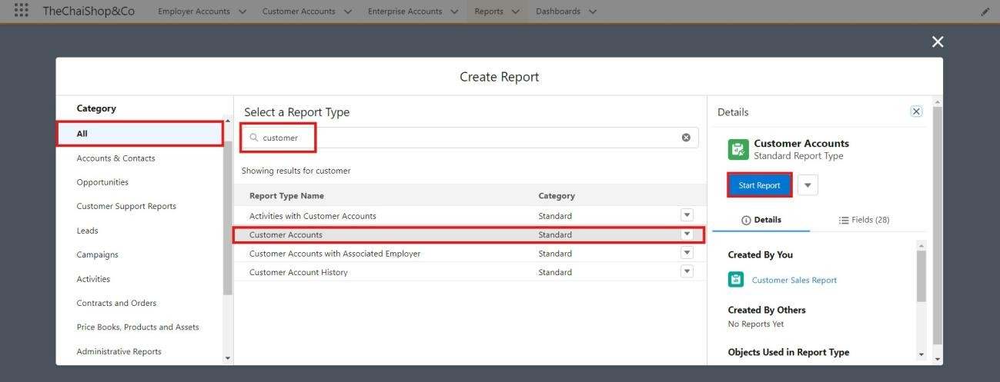 TheChaiShop&Co Employer Accounts Customer Accounts Enterprise Accounts Reports Dashboards
Create Report
Category
All
Accounts & Contacts
Opportunities
Customer Support Reports
Leads
Campaigns
Activities
Contracts and Orders
Price Books, Products and Assets
Administrative Reports
Select a Report Type
customer
Showing results for customer
Report Type Name Category
Activities with Customer Accounts Standard
Customer Accounts Standard
Customer Accounts with Associated Employer Standard
Customer Account History Standard
Details
Customer Accounts
Standard Report Type
Start Report
Details Fields (28)
Created By You
Customer Sales Report
Created By Others
No Reports Yet
Objects Used in Report Type